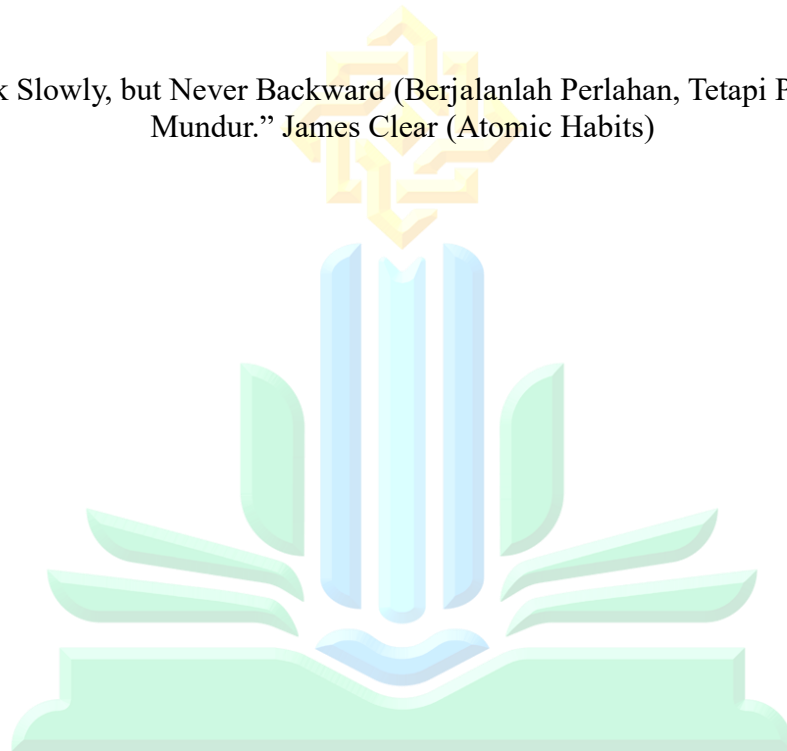 Slowly, but Never Backward (Berjalanlah Perlahan, Tetapi
Mundur.” James Clear (Atomic Habits)